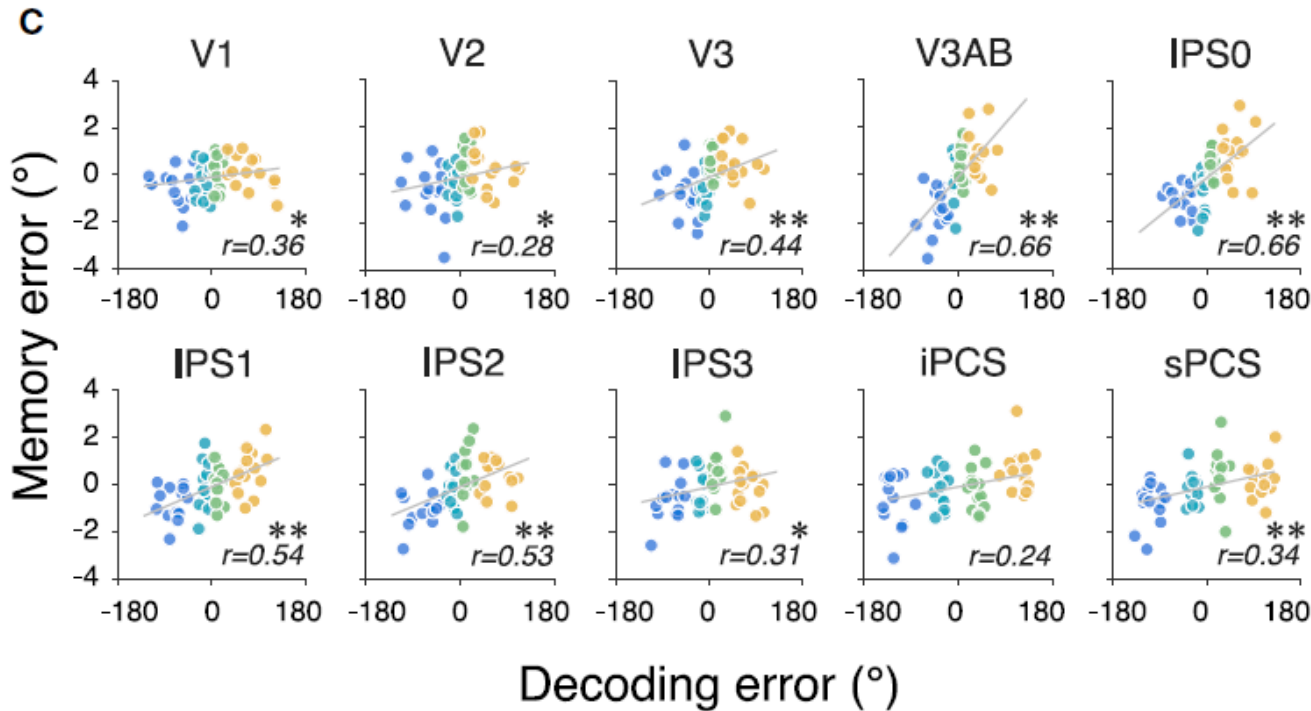 C
V1 V2 V3 V3AB IPS0
Memory error (°)
4
2
0
-2
-4
* * ** ** **
r=0.36 r=0.28 r=0.44 r=0.66 r=0.66
-180 0 180 -180 0 180 -180 0 180 -180 0 180 -180 0 180
IPS1 IPS2 IPS3 iPCS sPCS
4
2
0
-2
-4
** ** * **
r=0.54 r=0.53 r=0.31 r=0.24 r=0.34
-180 0 180 -180 0 180 -180 0 180 -180 0 180 -180 0 180
Decoding error (°)